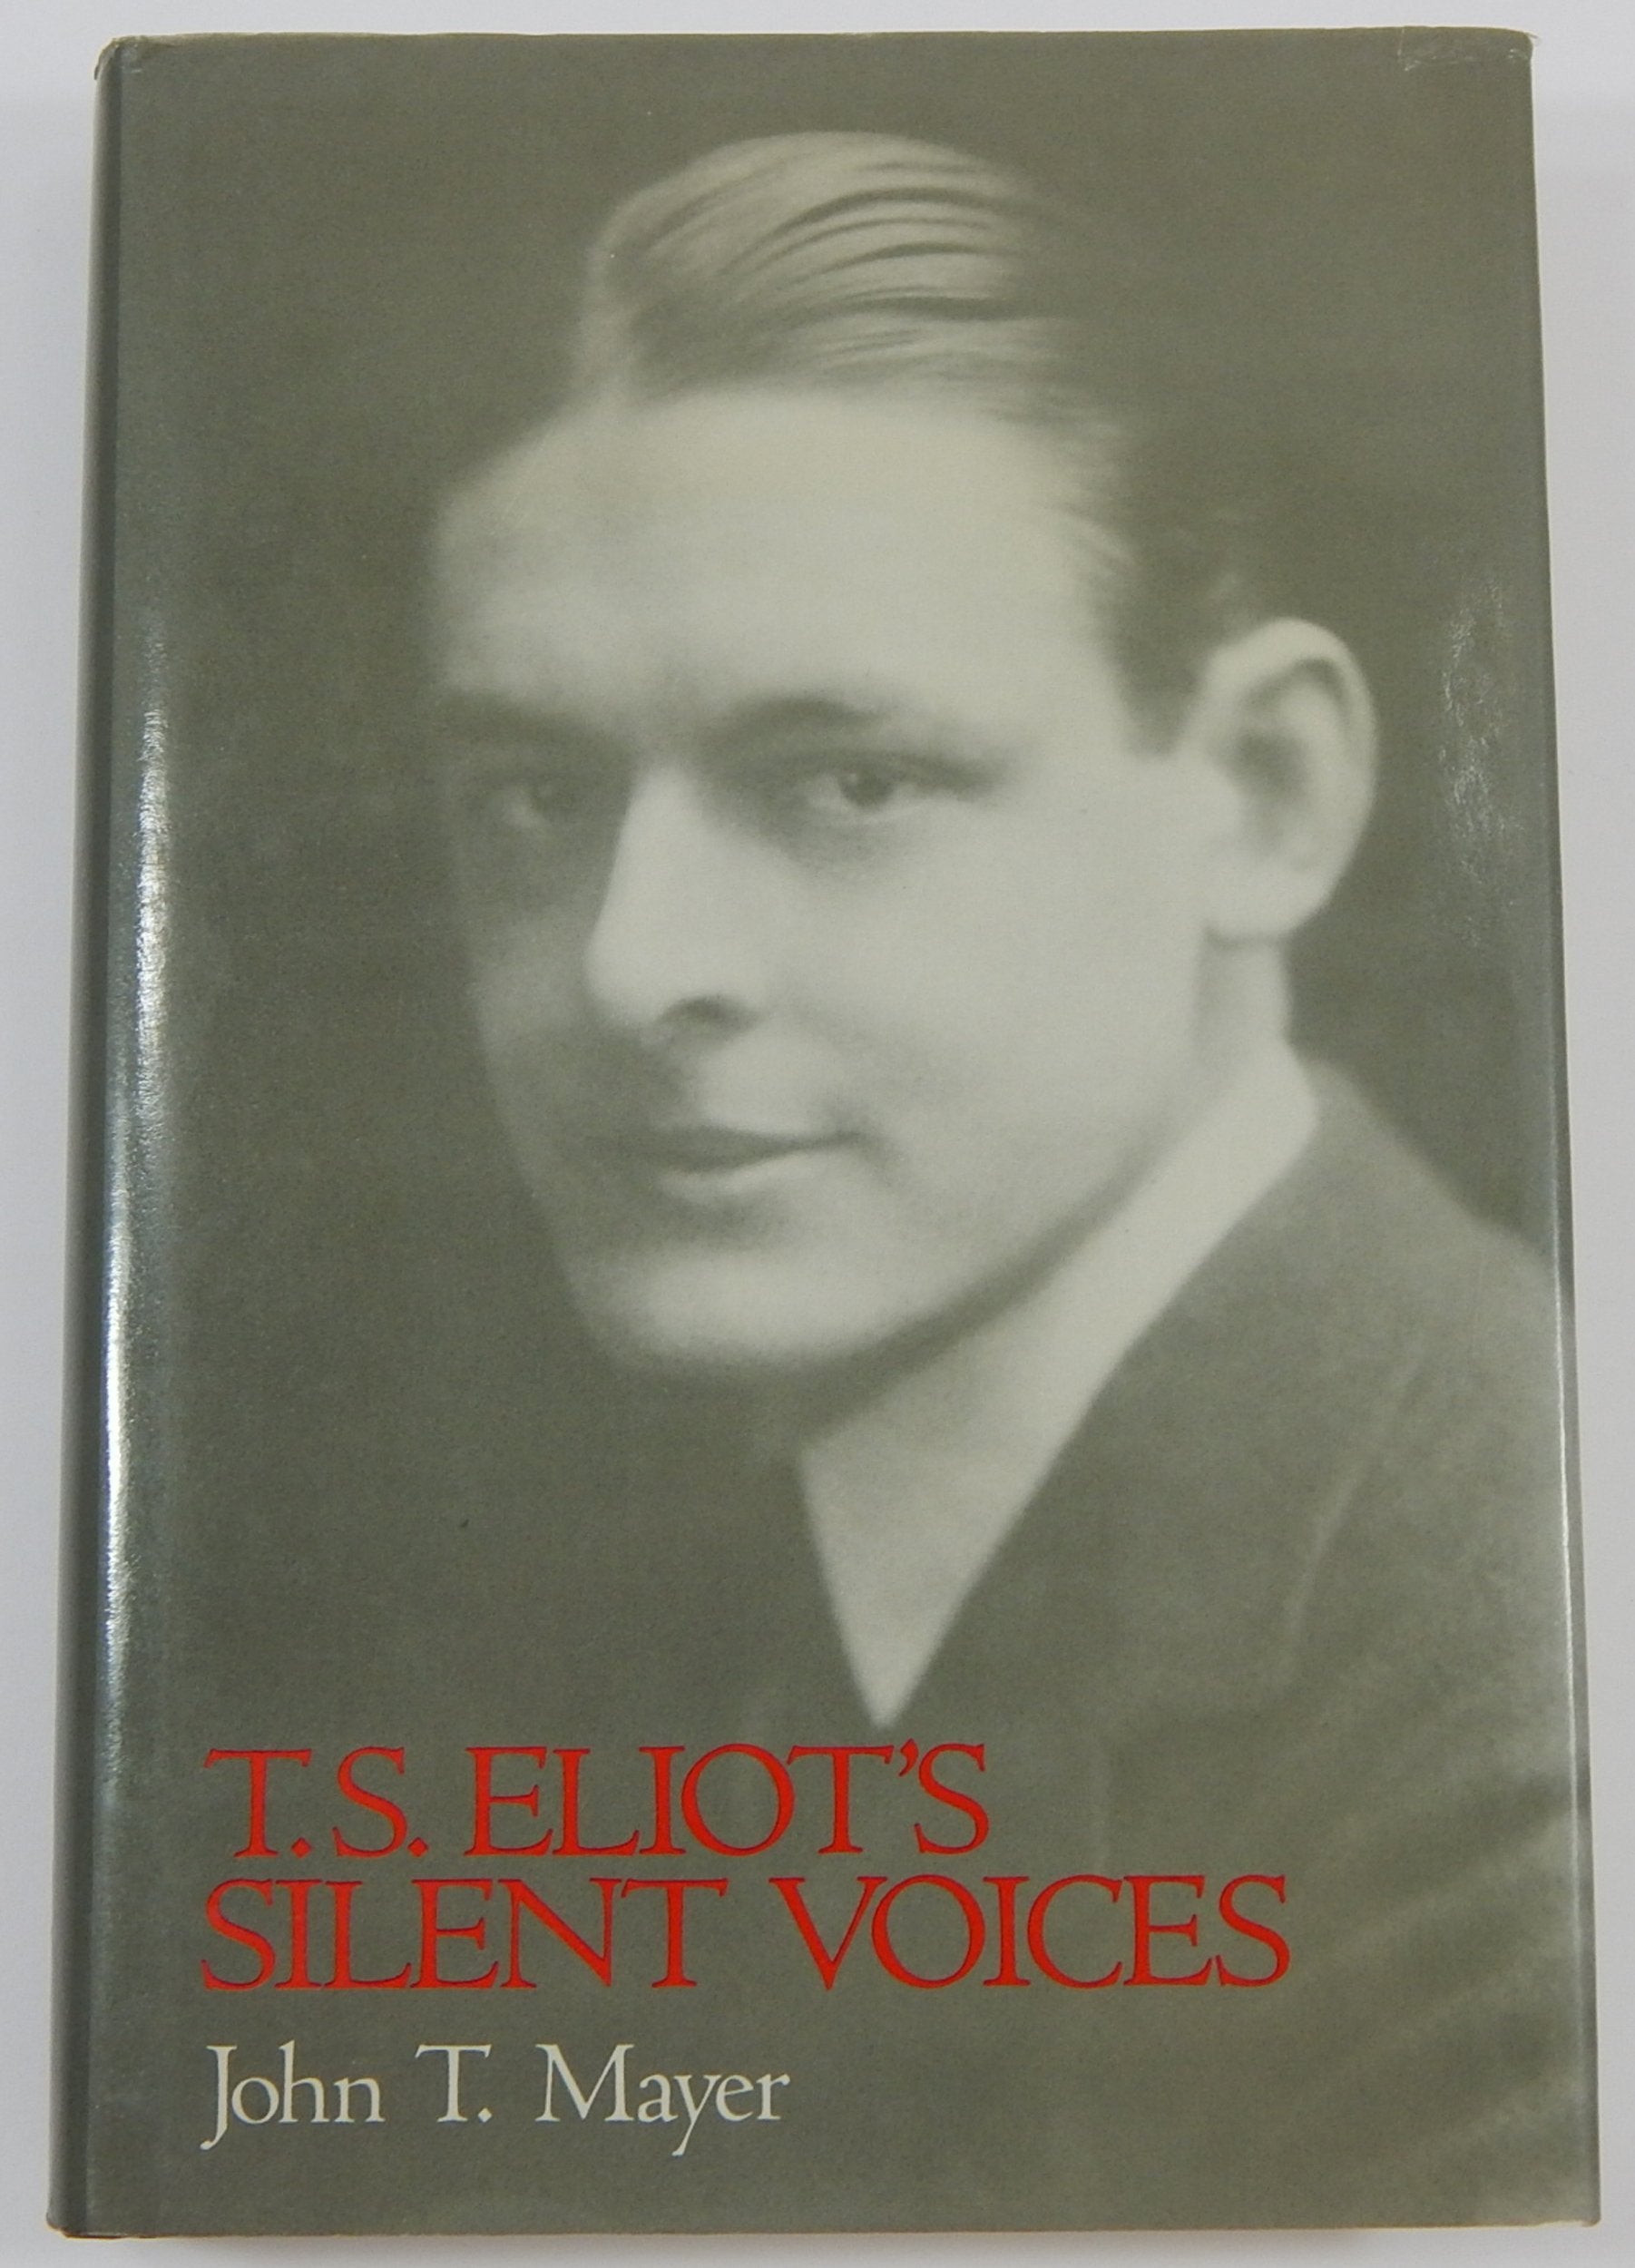 T.S. ELIOT'S
SILENT VOICES
John T. Mayer